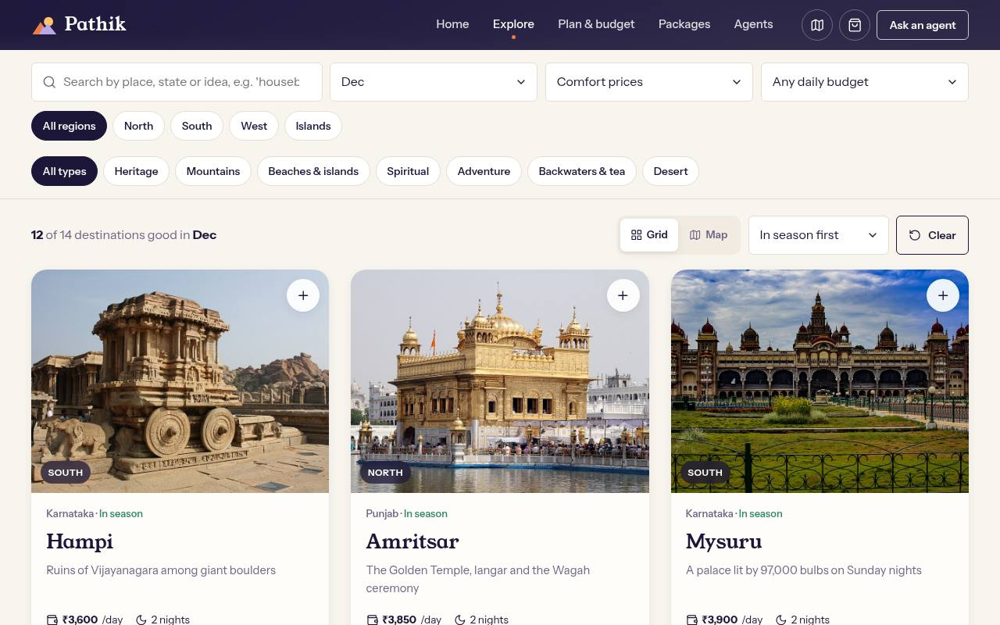 Pathik
Home
Explore
Plan & budget
Packages
Agents
Ask an agent
Search by place, state or idea, e.g. 'houseb
Dec
Comfort prices
Any daily budget
All regions
North
South
West
Islands
All types
Heritage
Mountains
Beaches & islands
Spiritual
Adventure
Backwaters & tea
Desert
12 of 14 destinations good in Dec
Grid
Map
In season first
Clear
SOUTH
NORTH
SOUTH
Karnataka · In season
Hampi
Ruins of Vijayanagara among giant boulders
₹3,600 /day
2 nights
Punjab · In season
Amritsar
The Golden Temple, langar and the Wagah
ceremony
₹3,850 /day
2 nights
Karnataka · In season
Mysuru
A palace lit by 97,000 bulbs on Sunday nights
₹3,900 /day
2 nights